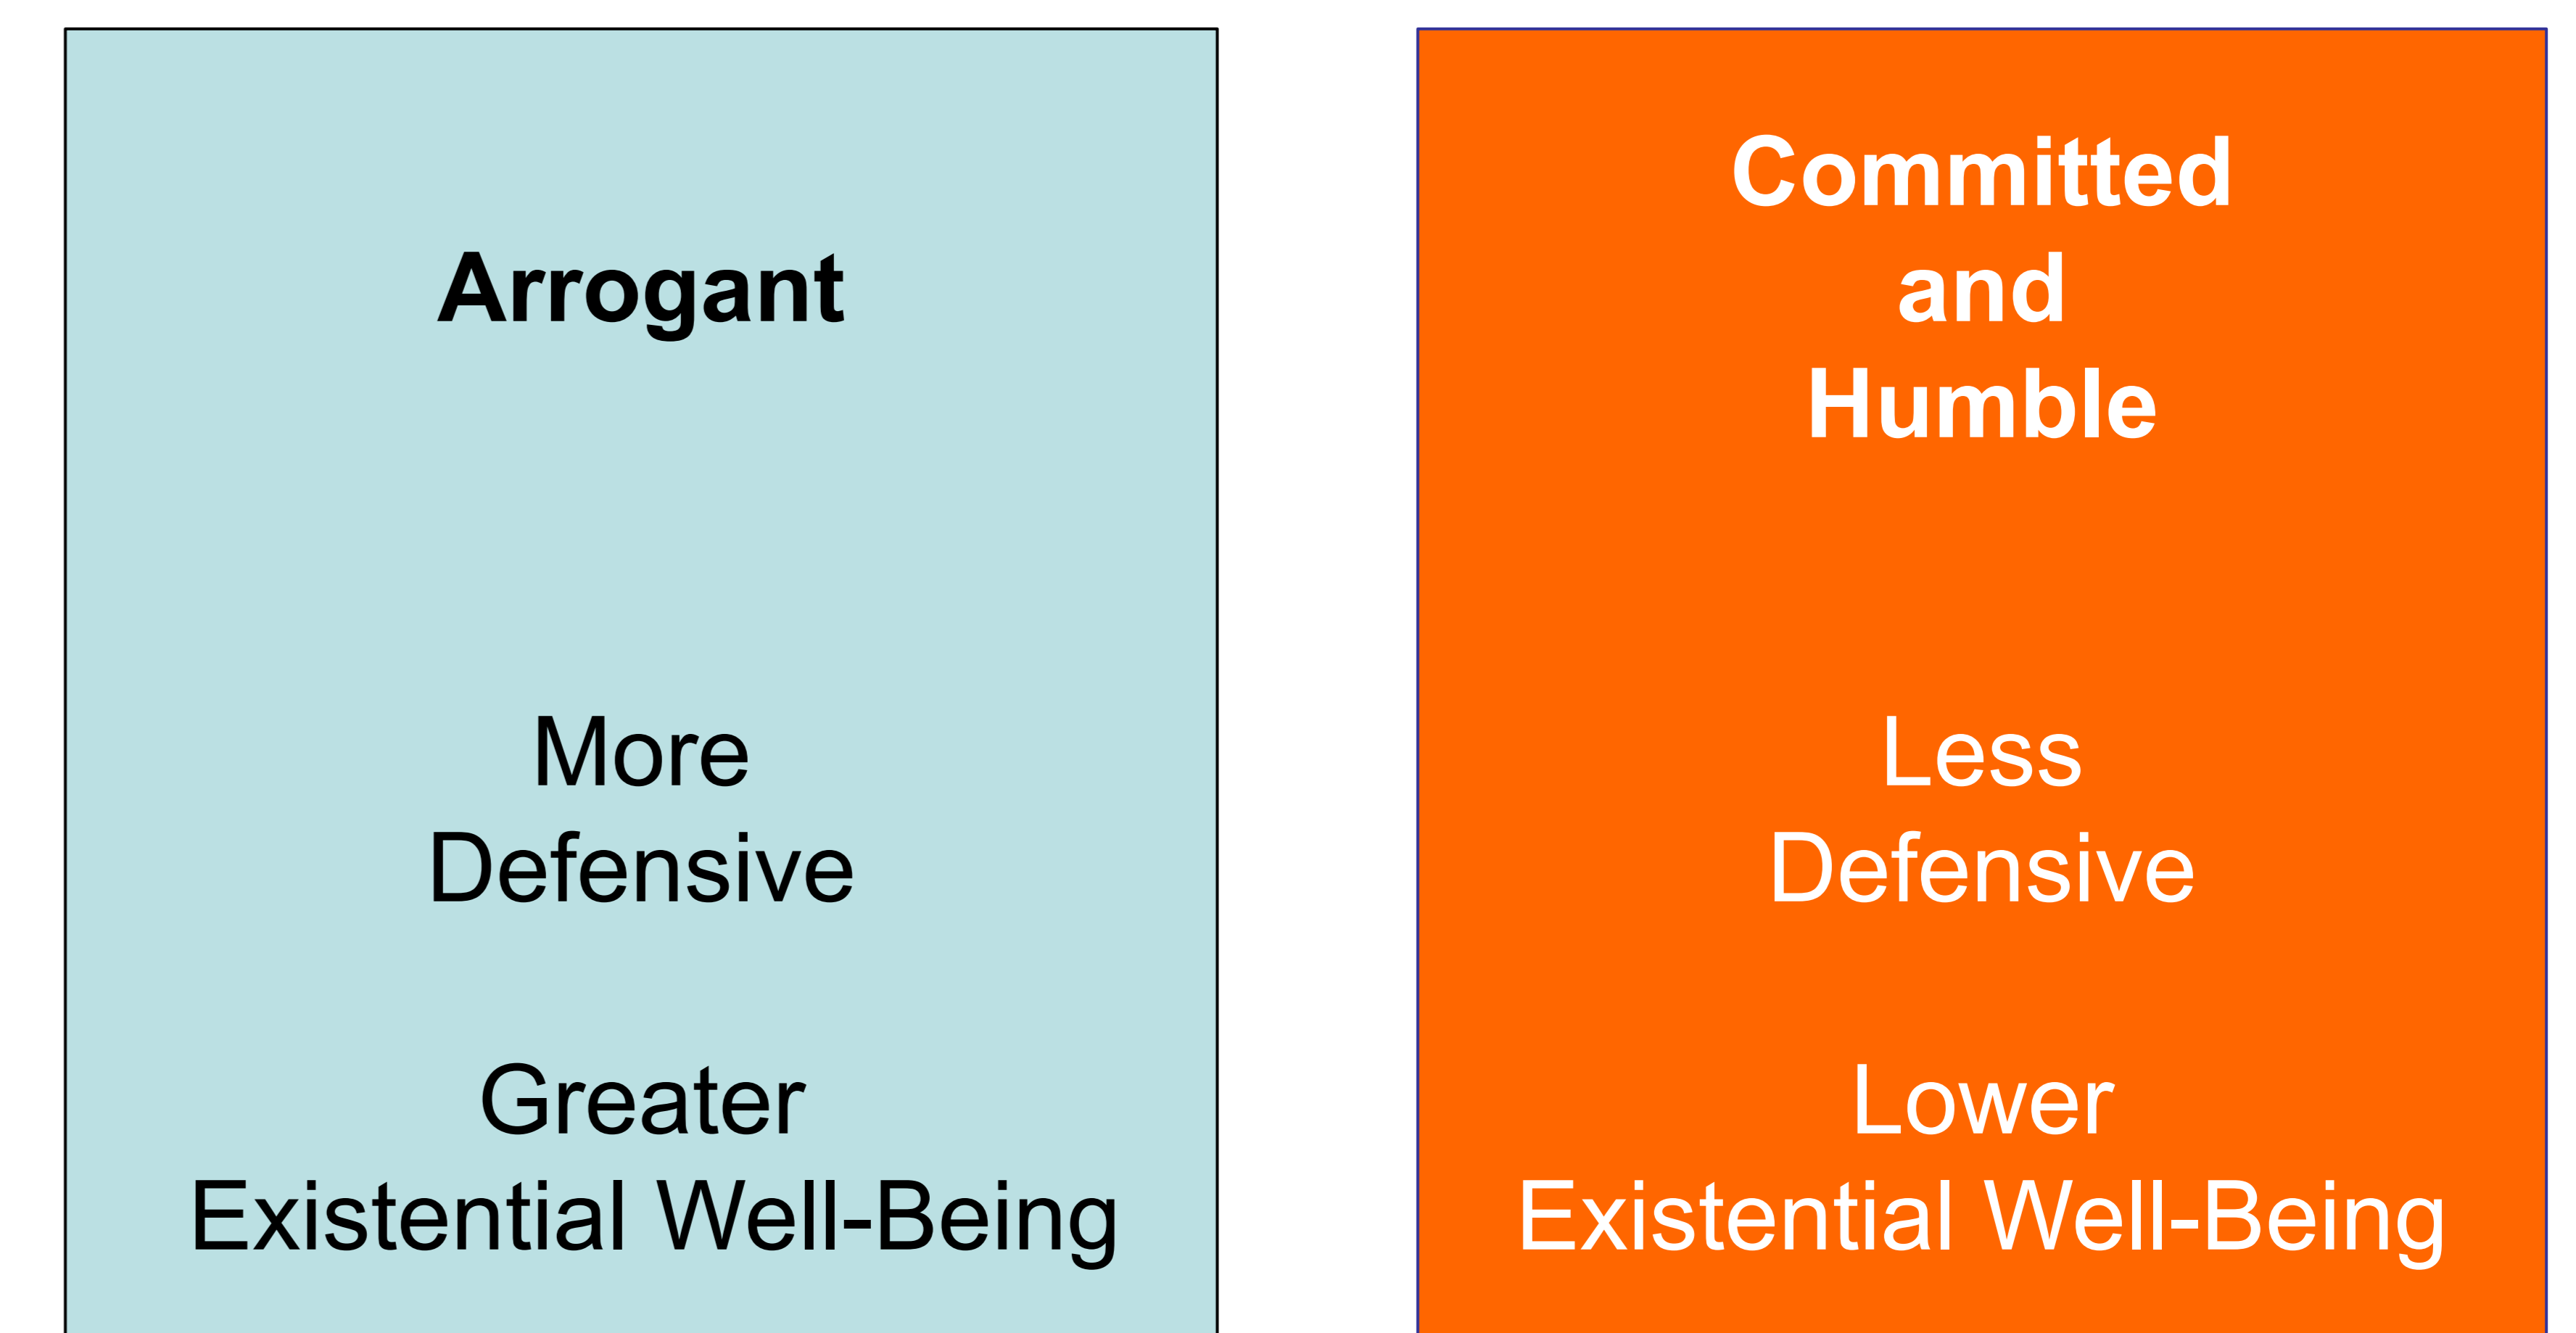 Arrogant
More
Defensive
Greater
Existential Well-Being
Committed
and
Humble
Less
Defensive
Lower
Existential Well-Being